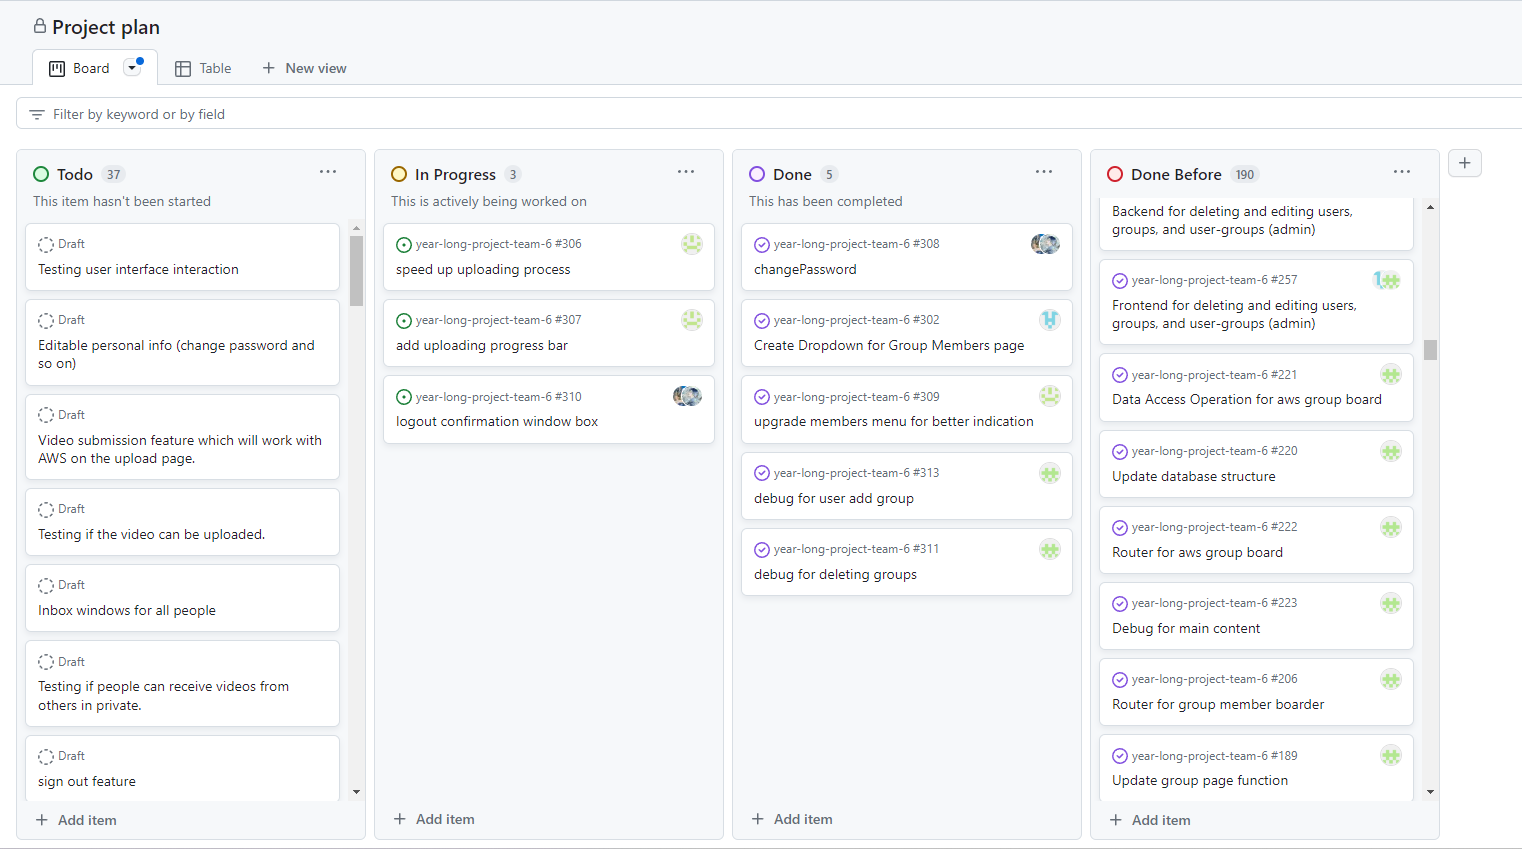 Project plan
Board
Table
New view
Filter by keyword or by field
Todo 37
This item hasn't been started
Draft
Testing user interface interaction
Draft
Editable personal info (change password and
so on)
Draft
Video submission feature which will work with
AWS on the upload page.
Draft
Testing if the video can be uploaded.
Draft
Inbox windows for all people
Draft
Testing if people can receive videos from
others in private.
Draft
sign out feature
Add item
In Progress 3
This is actively being worked on
year-long-project-team-6 #306
speed up uploading process
year-long-project-team-6 #307
add uploading progress bar
year-long-project-team-6 #310
logout confirmation window box
Add item
Done 5
This has been completed
year-long-project-team-6 #308
changePassword
year-long-project-team-6 #302
Create Dropdown for Group Members page
year-long-project-team-6 #309
upgrade members menu for better indication
year-long-project-team-6 #313
debug for user add group
year-long-project-team-6 #311
debug for deleting groups
Add item
Done Before 190
Backend for deleting and editing users,
groups, and user-groups (admin)
year-long-project-team-6 #257
Frontend for deleting and editing users,
groups, and user-groups (admin)
year-long-project-team-6 #221
Data Access Operation for aws group board
year-long-project-team-6 #220
Update database structure
year-long-project-team-6 #222
Router for aws group board
year-long-project-team-6 #223
Debug for main content
year-long-project-team-6 #206
Router for group member boarder
year-long-project-team-6 #189
Update group page function
Add item